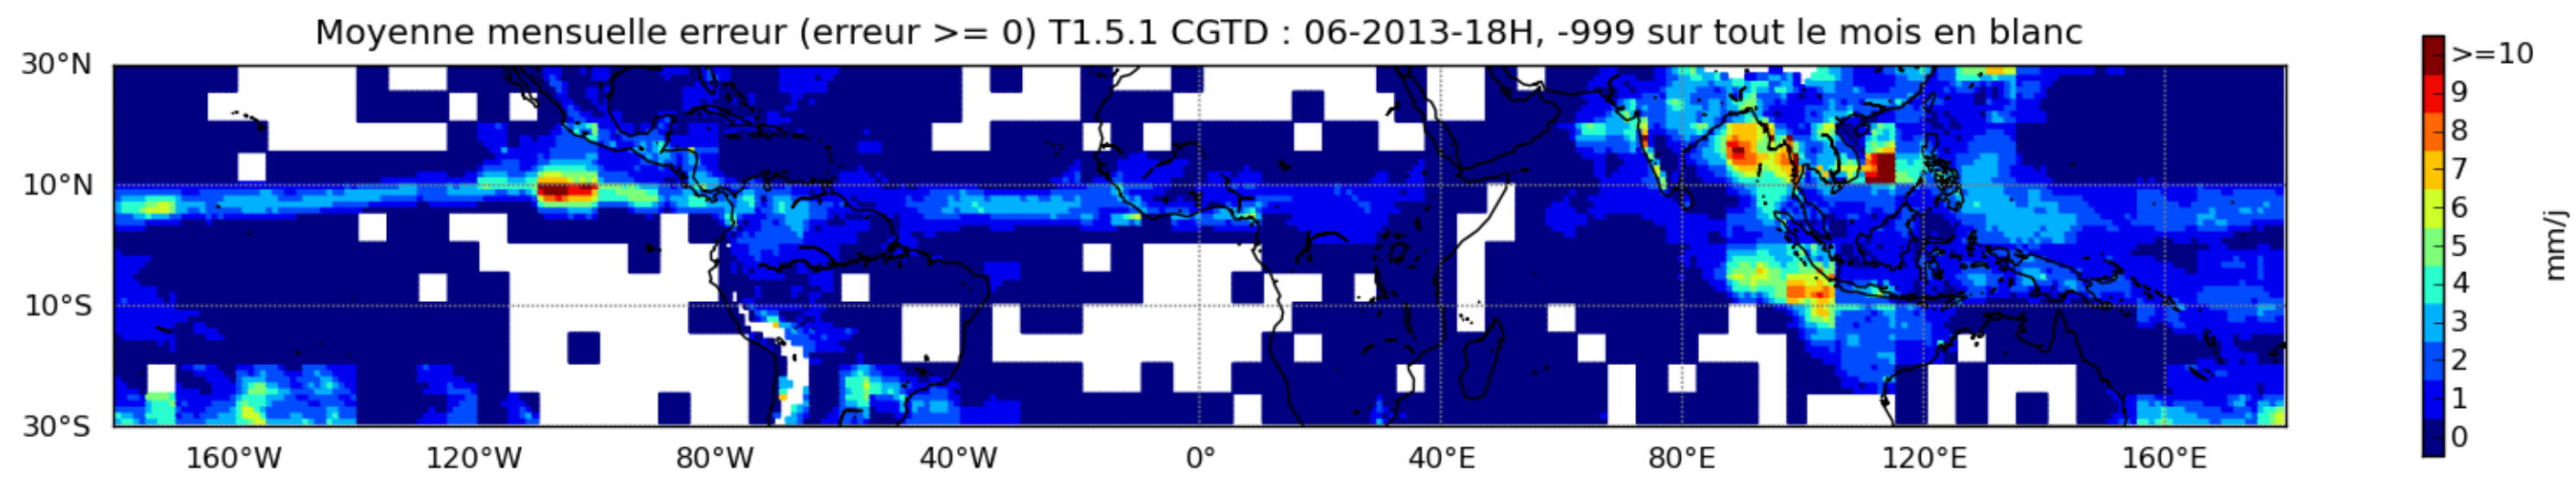 Moyenne mensuelle erreur (erreur >= 0) T1.5.1 CGTD : 06-2013-18H, -999 sur tout le mois en blanc
30°N
10°N
10°S
30°S
160°W 120°W 80°W 40°W 0° 40°E 80°E 120°E 160°E
>=10
9
8
7
6
5
4
3
2
1
0
mm/j